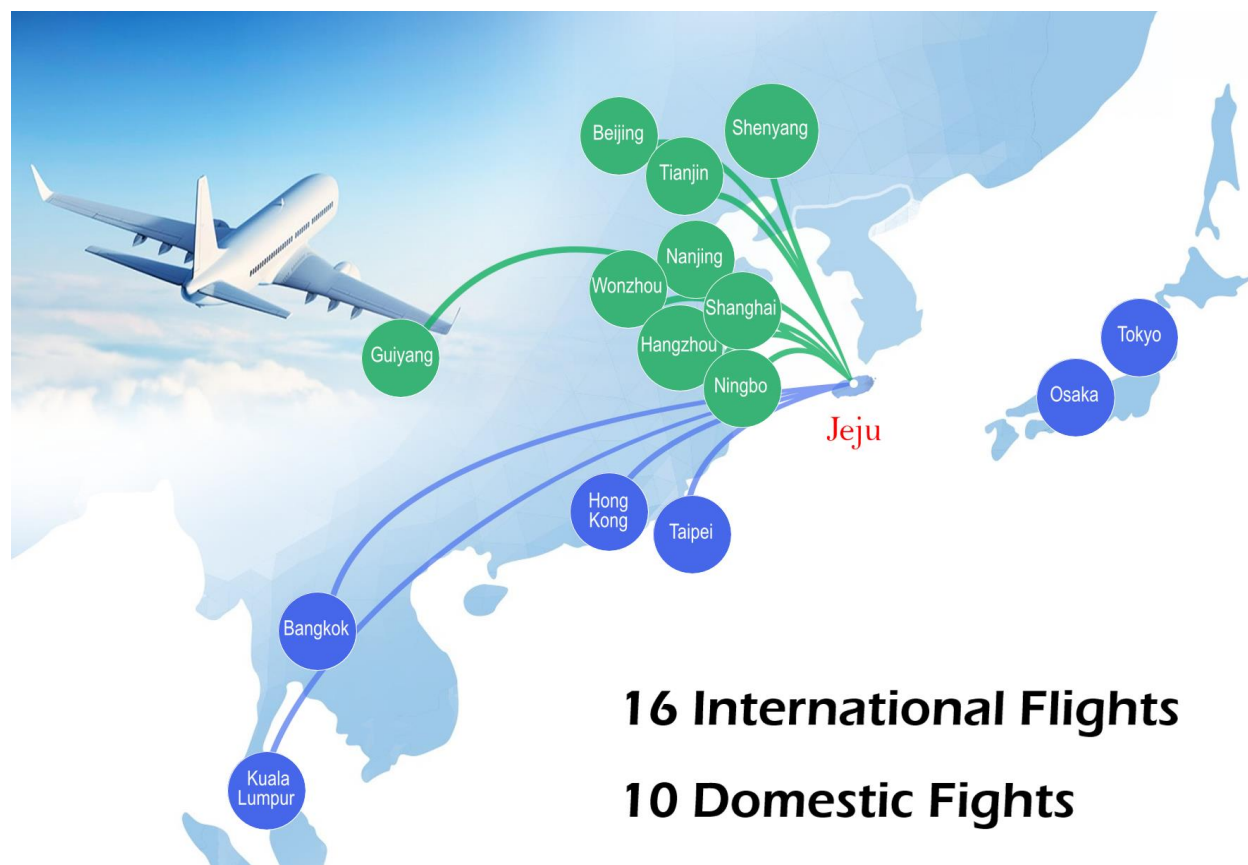 Beijing
Shenyang
Tianjin
Nanjing
Wonzhou
Shanghai
Hangzhou
Guiyang
Ningbo
Tokyo
Osaka
Jeju
Hong
Kong
Taipei
Bangkok
Kuala
Lumpur
16 International Flights
10 Domestic Fights